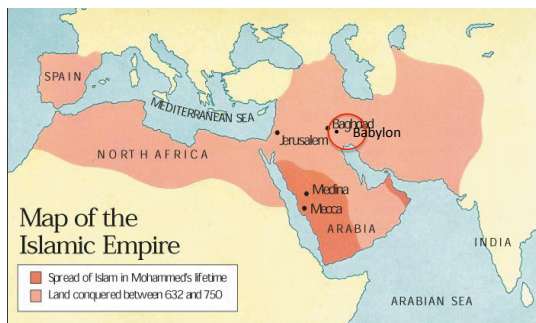 SPAIN
MEDITERRANEAN SEA
Baghdad
Babylon
Jerusalem
NORTH AFRICA
Medina
Mecca
ARABIA
INDIA
Map of the
Islamic Empire
Spread of Islam in Mohammed's lifetime
Land conquered between 632 and 750
ARABIAN SEA